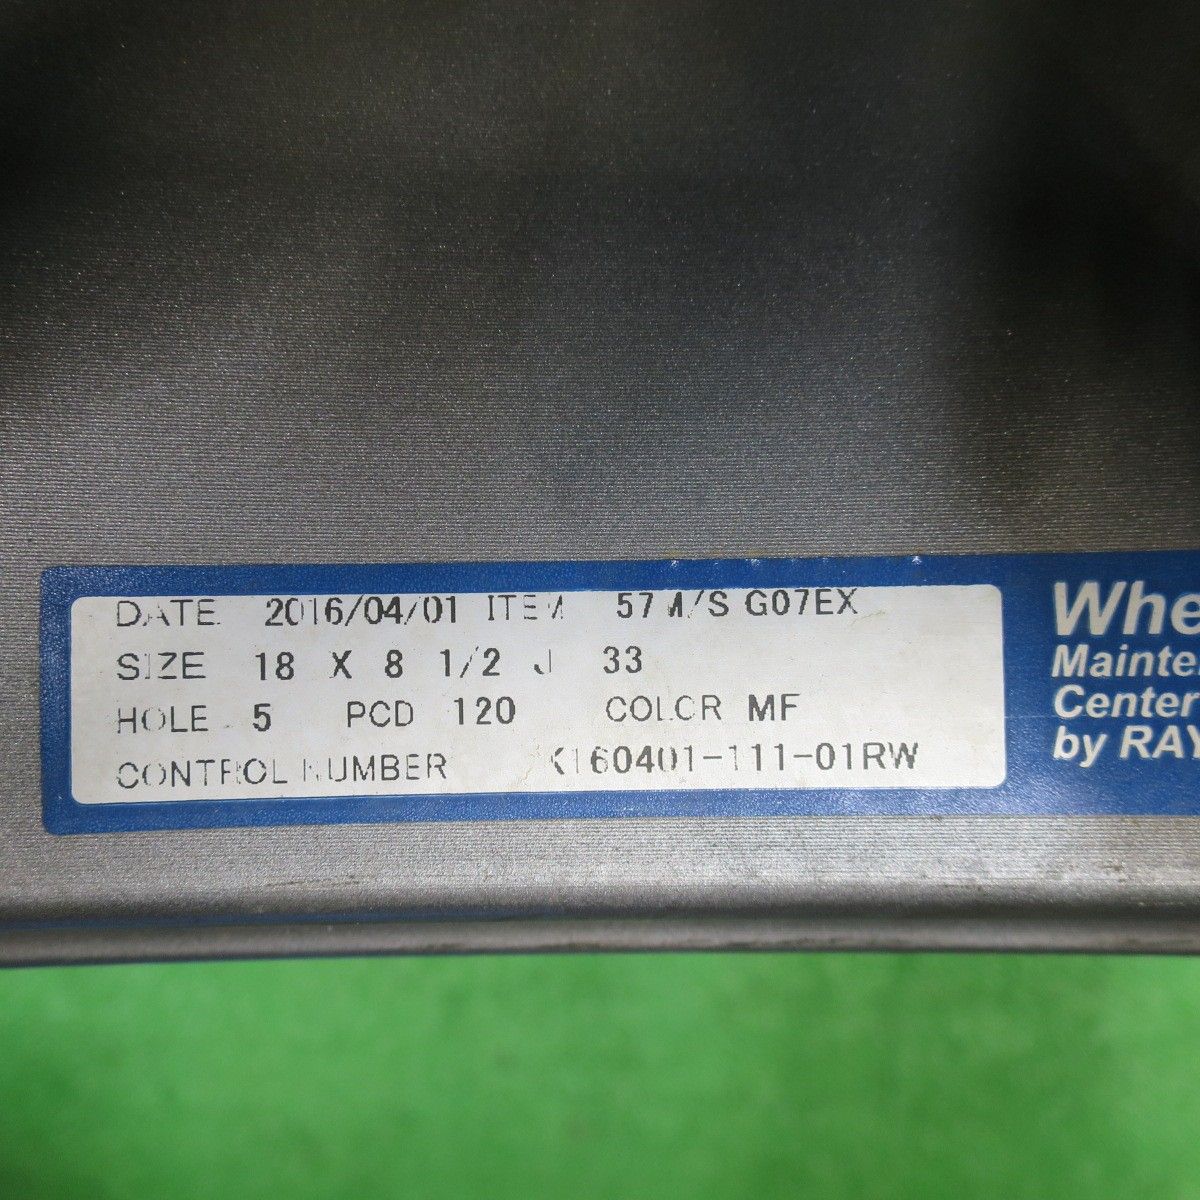 DATE 2016/04/01 ITEM 57 M/S G07EX
SIZE 18 X 8 1/2 J 33
HOLE 5 PCD 120 COLOR MF
CONTROL NUMBER K160401-111-01RW
Whe
Mainte
Center
by RAY